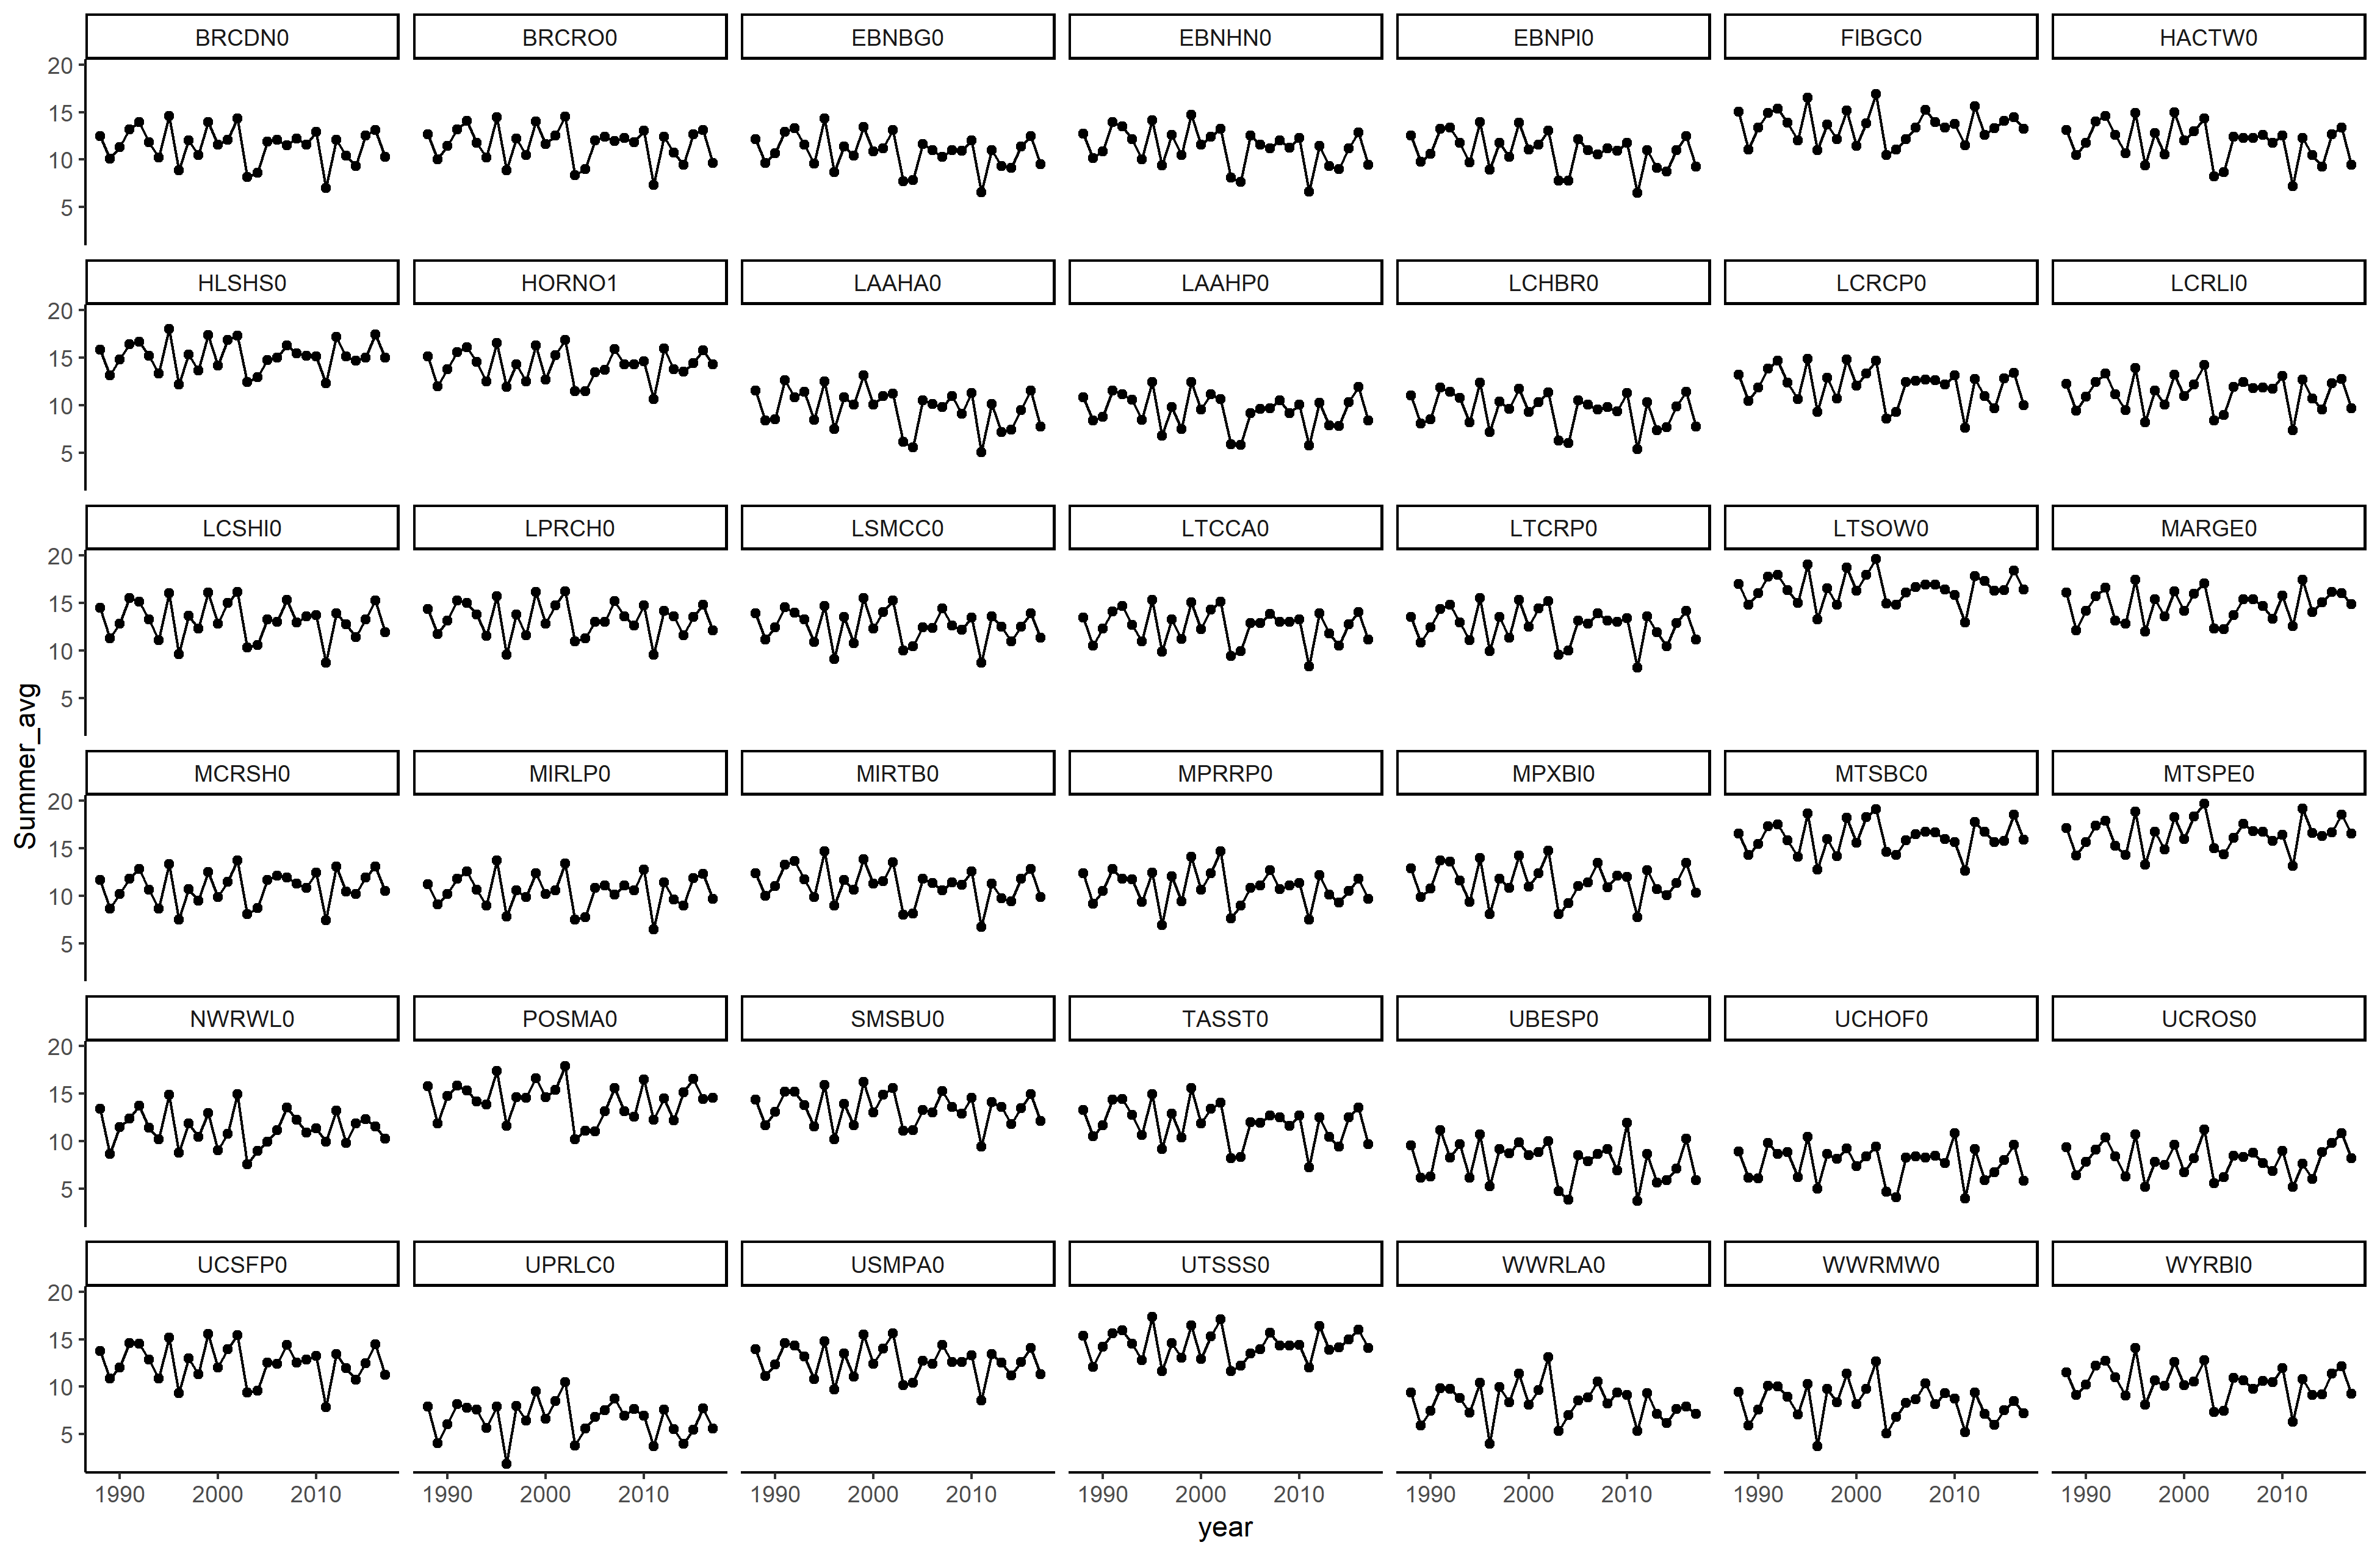 BRCDN0 BRCRO0 EBNBG0 EBNHN0 EBNPI0 FIBGC0 HACTW0
20
15
10
5
HLSHS0 HORNO1 LAAHA0 LAAHP0 LCHBR0 LCRCP0 LCRLI0
20
15
10
5
LCSHI0 LPRCH0 LSMCC0 LTCCA0 LTCRP0 LTSOW0 MARGE0
20
15
10
5
Summer_avg
MCRSH0 MIRLP0 MIRTB0 MPRRP0 MPXBI0 MTSBC0 MTSPE0
20
15
10
5
NWRWL0 POSMA0 SMSBU0 TASST0 UBESP0 UCHOF0 UCROS0
20
15
10
5
UCSFP0 UPRLC0 USMPA0 UTSSS0 WWRLA0 WWRMW0 WYRBI0
20
15
10
5
1990 2000 2010 1990 2000 2010 1990 2000 2010 1990 2000 2010 1990 2000 2010 1990 2000 2010 1990 2000 2010
year